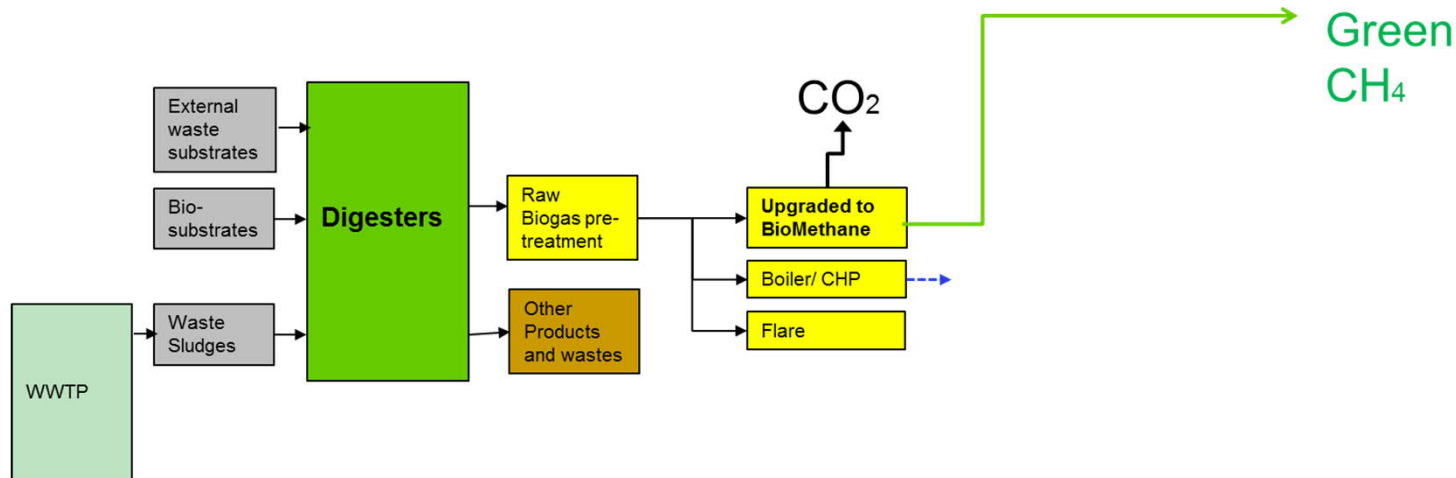 Green
CH₄
CO₂
External
waste
substrates
Bio-
substrates
Digesters
Raw
Biogas pre-
treatment
Upgraded to
BioMethane
Boiler/ CHP
Flare
Other
Products
and wastes
Waste
Sludges
WWTP